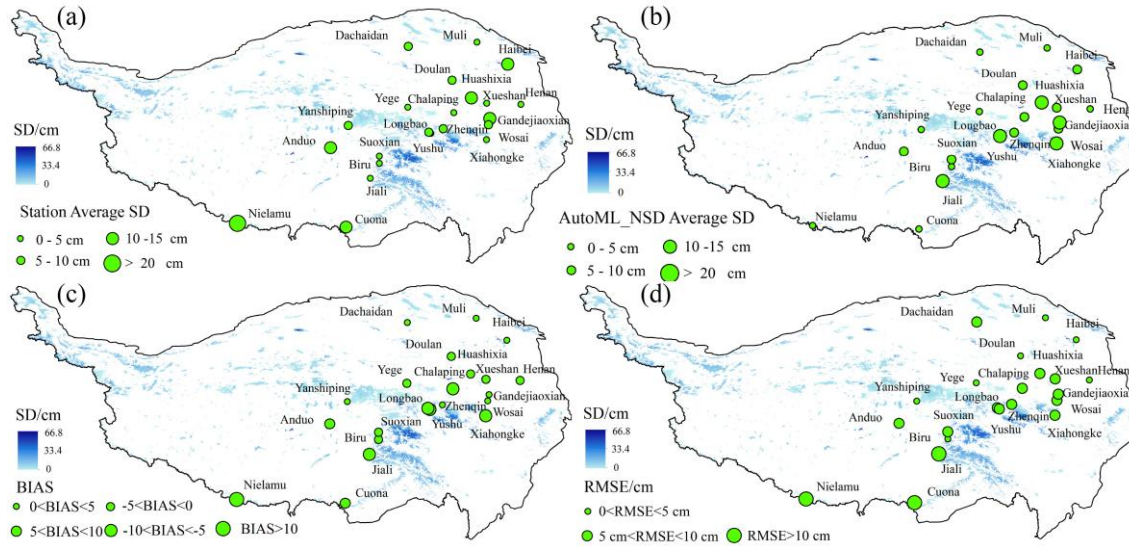 (a)
Dachaidan
Muli
Haibei
Doulan
Huashixia
Xueshan
Henan
Yege
Chalaping
Yanshiping
Gandejiaoxian
Longbao
Zhenqin
Wosai
Anduo
Suoxian
Yushu
Xiahongke
Biru
Jiali
Nielamu
Cuona
SD/cm
66.8
33.4
0
Station Average SD
0 - 5 cm
10 -15 cm
5 - 10 cm
> 20 cm
(b)
Dachaidan
Muli
Haibei
Doulan
Huashixia
Xueshan
Hen
Yege
Chalaping
Yanshiping
Gandejiaoxian
Longbao
Zhenqin
Wosai
Anduo
Suoxian
Yushu
Xiahongke
Biru
Jiali
Nielamu
Cuona
SD/cm
66.8
33.4
0
AutoML_NSD Average SD
0 - 5 cm
10 -15 cm
5 - 10 cm
> 20 cm
(c)
Dachaidan
Muli
Haibei
Doulan
Huashixia
Xueshan
Henan
Yege
Chalaping
Yanshiping
Gandejiaoxian
Longbao
Zhenqin
Wosai
Anduo
Suoxian
Yushu
Xiahongke
Biru
Jiali
Nielamu
Cuona
SD/cm
66.8
33.4
0
BIAS
0<BIAS<5
-5<BIAS<0
5<BIAS<10
-10<BIAS<-5
BIAS>10
(d)
Dachaidan
Muli
Haibei
Doulan
Huashixia
Xueshan
Henan
Yege
Chalaping
Yanshiping
Gandejiaoxian
Longbao
Zhenqin
Wosai
Anduo
Suoxian
Yushu
Xiahongke
Biru
Jiali
Nielamu
Cuona
SD/cm
66.8
33.4
0
RMSE/cm
0<RMSE<5 cm
5 cm<RMSE<10 cm
RMSE>10 cm